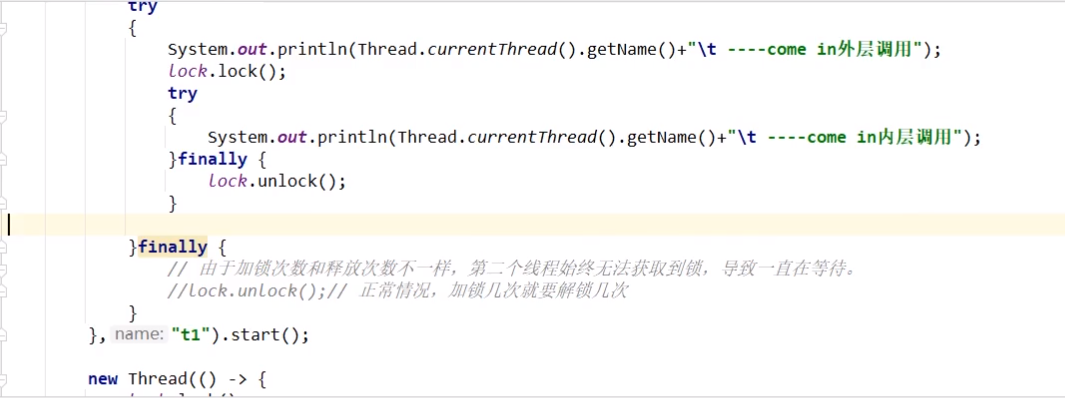 try
{
System.out.println(Thread.currentThread().getName()+"\t ----come in外层调用");
lock.lock();
try
{
System.out.println(Thread.currentThread().getName()+"\t ----come in内层调用");
}finally {
lock.unlock();
}
}finally {
// 由于加锁次数和释放次数不一样，第二个线程始终无法获取到锁，导致一直在等待。
//lock.unlock();// 正常情况，加锁几次就要解锁几次
}
}, name: "t1").start();
new Thread(() -> {